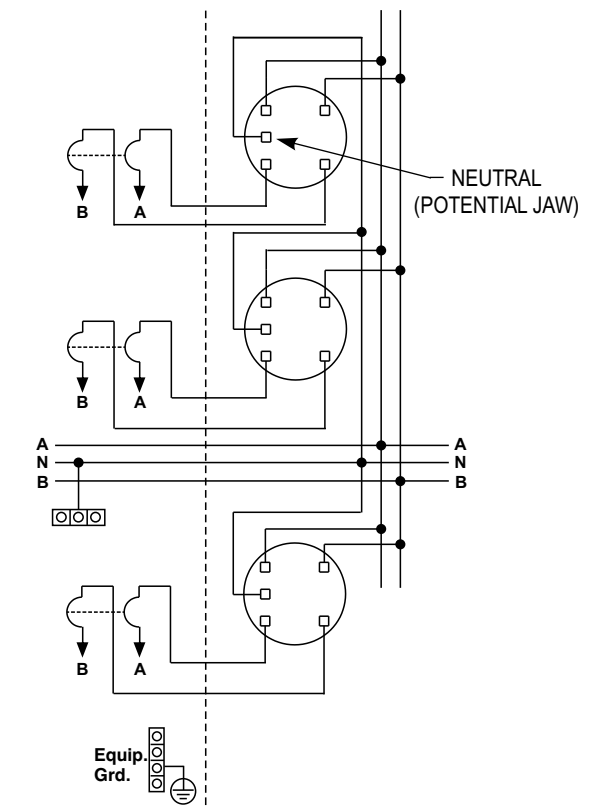 NEUTRAL
(POTENTIAL JAW)
B A
B A
A A
N N
B B
B A
Equip.
Grd.